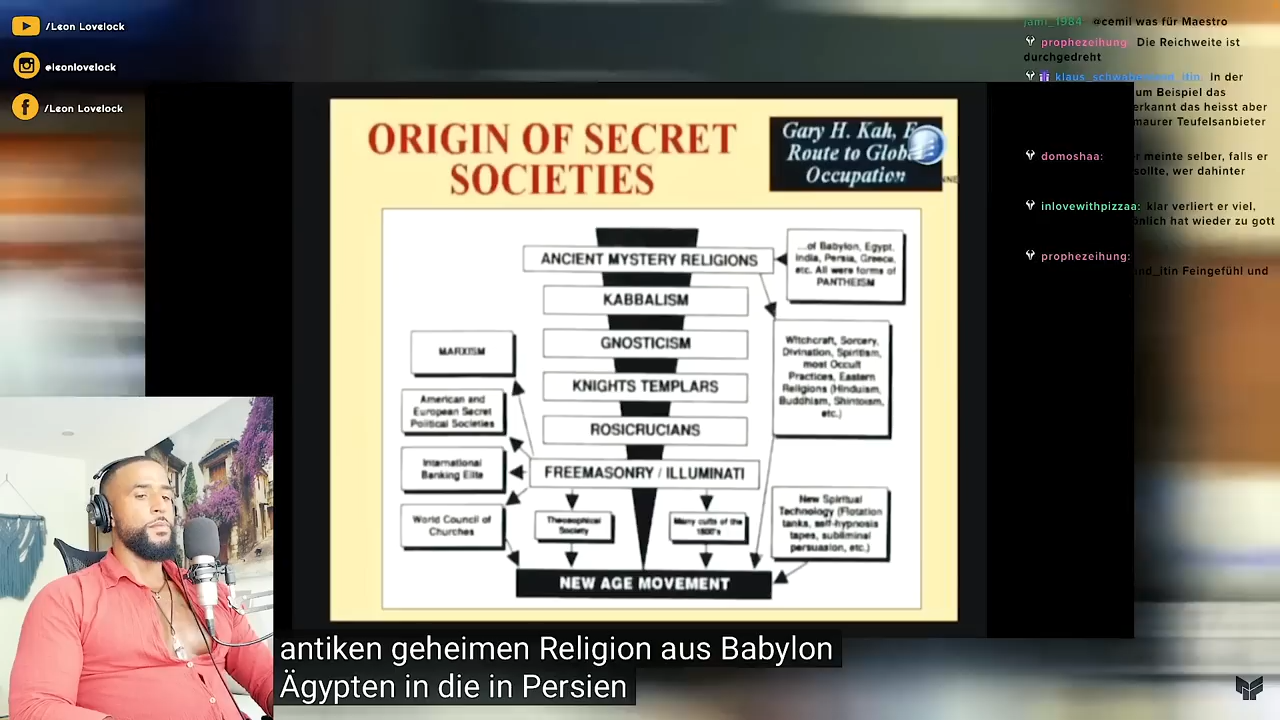 /Leon Lovelock
@leonlovelock
/Leon Lovelock
jami_1984: @cemil was für Maestro
prophezeihung: Die Reichweite ist
durchgedreht
In der
um Beispiel das
erkannt das heisst aber
maurer Teufelsanbieter
domoshaa: r meinte selber, falls er
sollte, wer dahinter
inlovewithpizzaa: klar verliert er viel,
önlich hat wieder zu gott
prophezeihung:
nd_itin Feingefühl und
ORIGIN OF SECRET
SOCIETIES
Gary H. Kah, E
Route to Glob
Occupation
ANCIENT MYSTERY RELIGIONS
...of Babylon, Egypt,
India, Persia, Greece,
etc. All were forms of
PANTHEISM
KABBALISM
GNOSTICISM
KNIGHTS TEMPLARS
ROSICRUCIANS
FREEMASONRY / ILLUMINATI
Witchcraft, Sorcery,
Divination, Spiritism,
most Occult
Practices, Eastern
Religions (Hinduism,
Buddhism, Shintoism,
etc.)
MARXISM
American and
European Secret
Political Societies
International
Banking Elite
World Council of
Churches
Theosophical
Society
Many cults of the
1800's
New Spiritual
Technology (Flotation
tanks, self-hypnosis
tapes, subliminal
persuasion, etc.)
NEW AGE MOVEMENT
antiken geheimen Religion aus Babylon
Ägypten in die in Persien